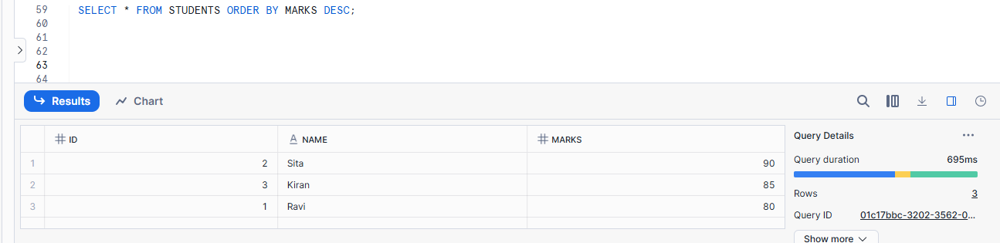 59 SELECT * FROM STUDENTS ORDER BY MARKS DESC;
60
61
62
63
64
Results Chart
ID NAME MARKS
1 2 Sita 90
2 3 Kiran 85
3 1 Ravi 80
Query Details
Query duration 695ms
Rows 3
Query ID 01c17bbc-3202-3562-0...
Show more